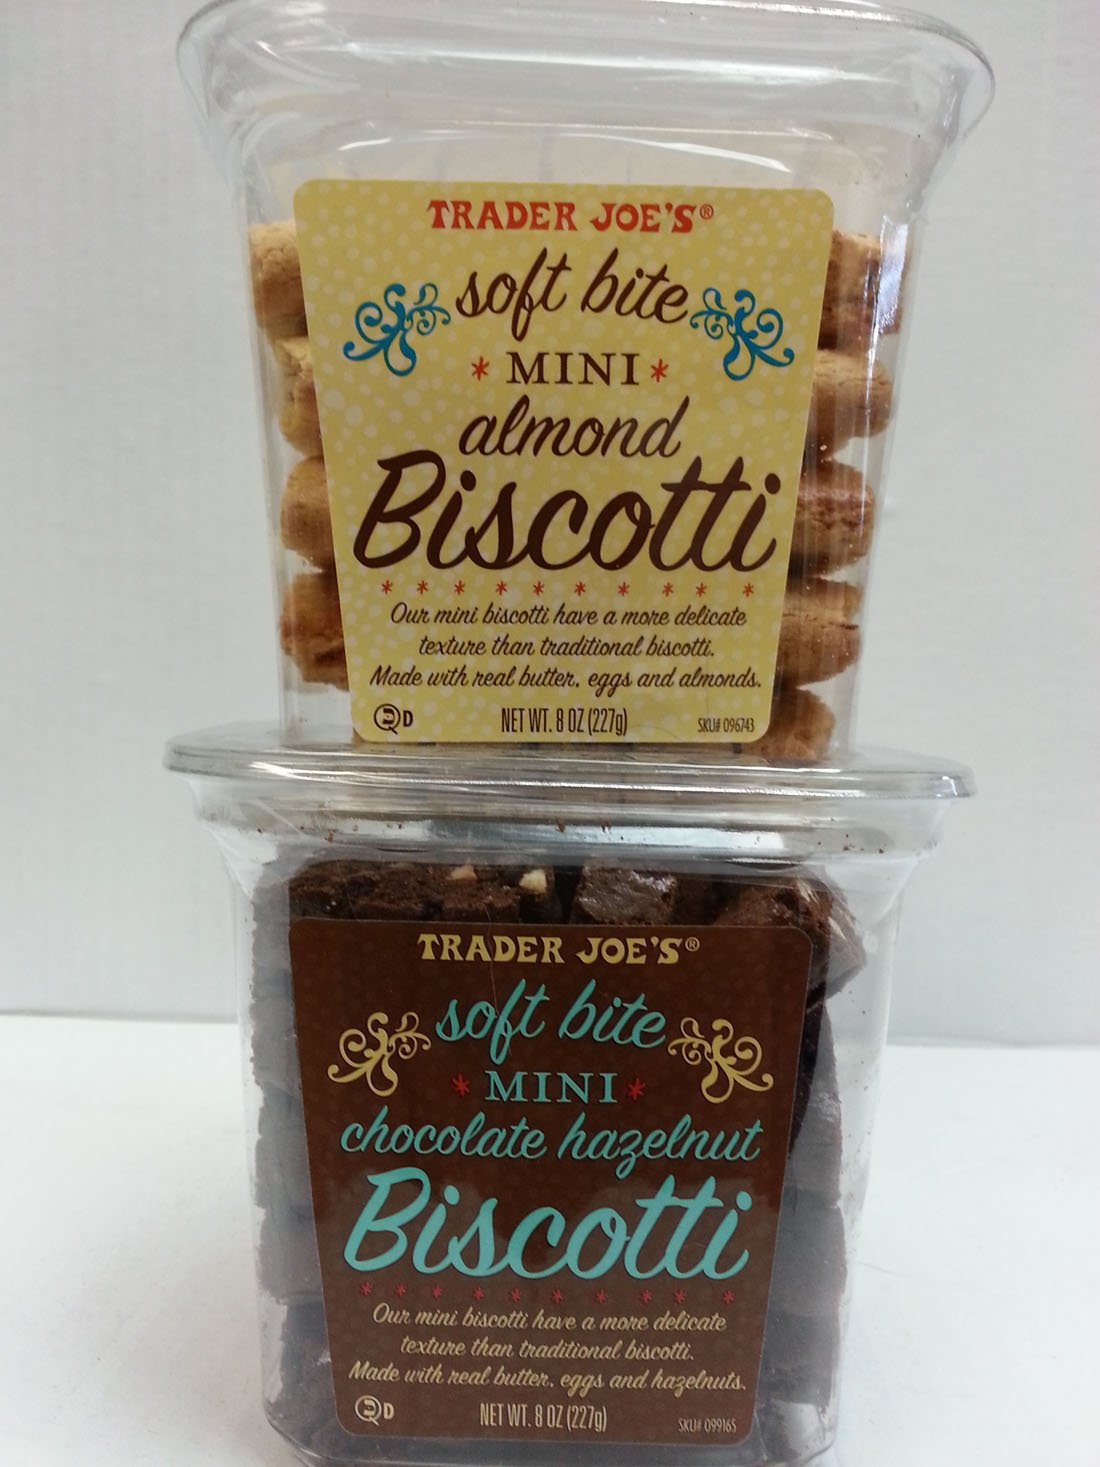 TRADER JOE'S®
soft bite
* MINI *
almond
Biscotti
* * * * * * * * * *
Our mini biscotti have a more delicate
texture than traditional biscotti.
Made with real butter, eggs and almonds.
D NET WT. 8 OZ (227g) SKU# 096743
TRADER JOE'S®
soft bite
* MINI *
chocolate hazelnut
Biscotti
* * * * * * * * * *
Our mini biscotti have a more delicate
texture than traditional biscotti.
Made with real butter, eggs and hazelnuts.
D NET WT. 8 OZ (227g) SKU# 099165